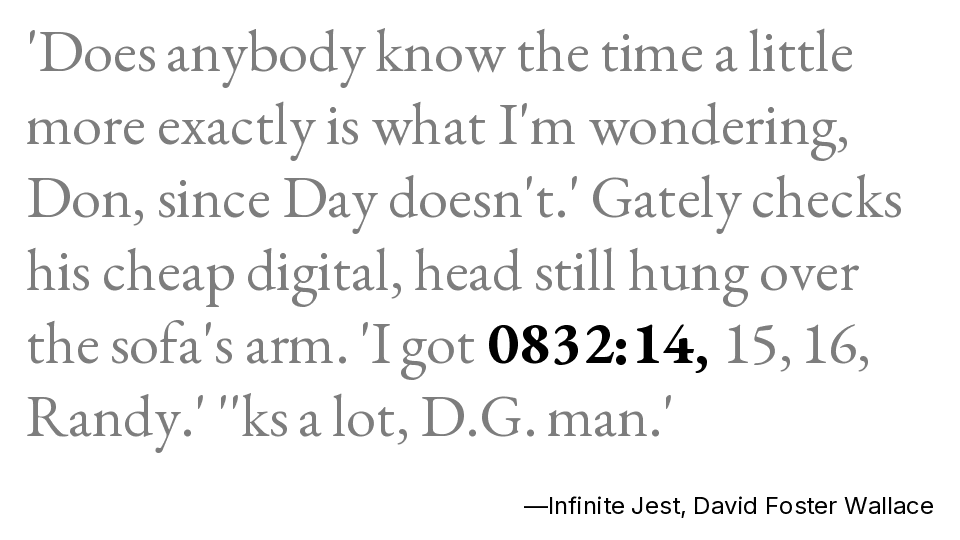 'Does anybody know the time a little
more exactly is what I'm wondering,
Don, since Day doesn't.' Gately checks
his cheap digital, head still hung over
the sofa's arm. 'I got 0832:14, 15, 16,
Randy.' ''ks a lot, D.G. man.'
—Infinite Jest, David Foster Wallace